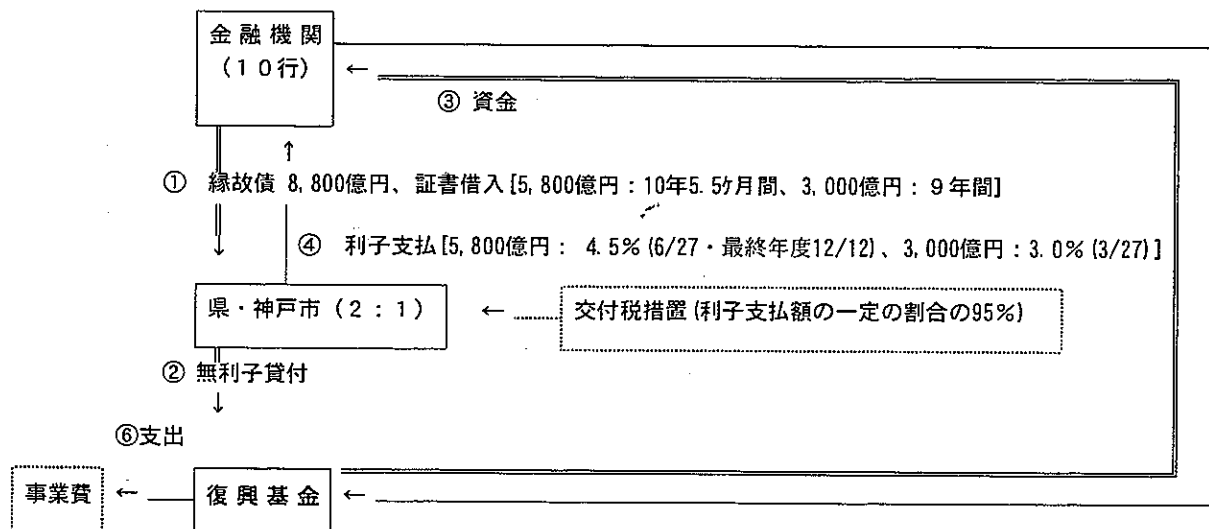 金融機関
(10行)
←
③ 資金
↑
① 縁故債 8,800億円、証書借入[5,800億円：10年5.5ケ月間、3,000億円：9年間]
↓
④ 利子支払[5,800億円： 4.5%(6/27・最終年度12/12)、3,000億円：3.0%(3/27)]
県・神戸市(2：1)
←
交付税措置(利子支払額の一定の割合の95%)
② 無利子貸付
↓
⑥支出
事業費
←
復興基金
←